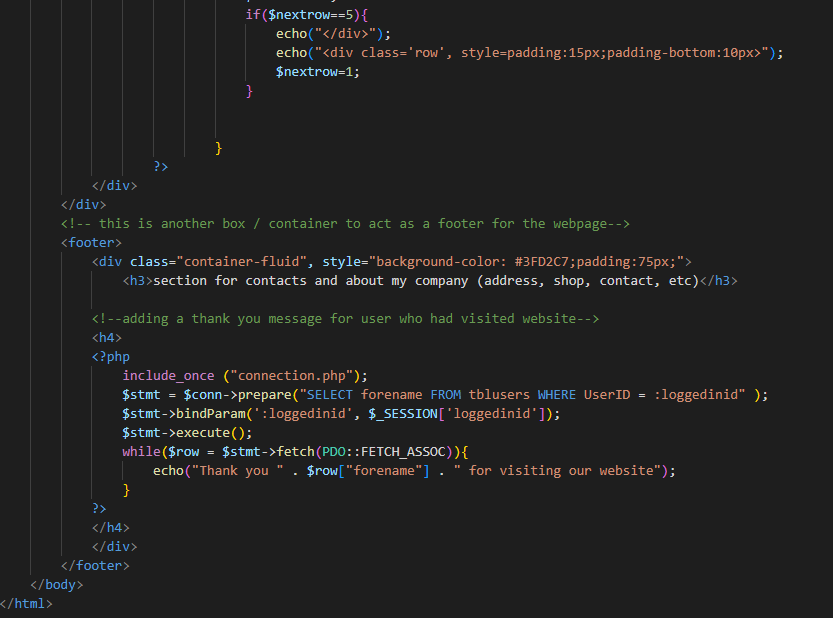 if($nextrow==5){
echo("</div>");
echo("<div class='row', style=padding:15px;padding-bottom:10px>");
$nextrow=1;
}
}
?>
</div>
</div>
<!-- this is another box / container to act as a footer for the webpage-->
<footer>
<div class="container-fluid", style="background-color: #3FD2C7;padding:75px;">
<h3>section for contacts and about my company (address, shop, contact, etc)</h3>
<!--adding a thank you message for user who had visited website-->
<h4>
<?php
include_once ("connection.php");
$stmt = $conn->prepare("SELECT forename FROM tblusers WHERE UserID = :loggedinid" );
$stmt->bindParam(':loggedinid', $_SESSION['loggedinid']);
$stmt->execute();
while($row = $stmt->fetch(PDO::FETCH_ASSOC)){
echo("Thank you " . $row["forename"] . " for visiting our website");
}
?>
</h4>
</div>
</footer>
</body>
</html>